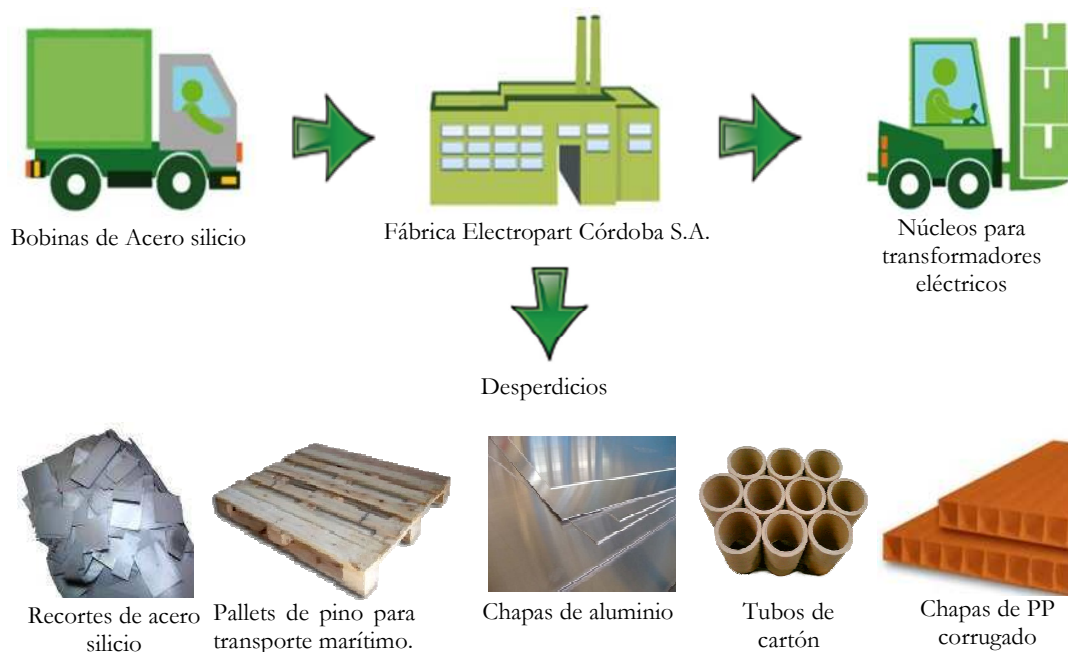 Bobinas de Acero silicio
Fábrica Electropart Córdoba S.A.
Núcleos para
transformadores
eléctricos
Desperdicios
Recortes de acero
silicio
Pallets de pino para
transporte marítimo.
Chapas de aluminio
Tubos de
cartón
Chapas de PP
corrugado